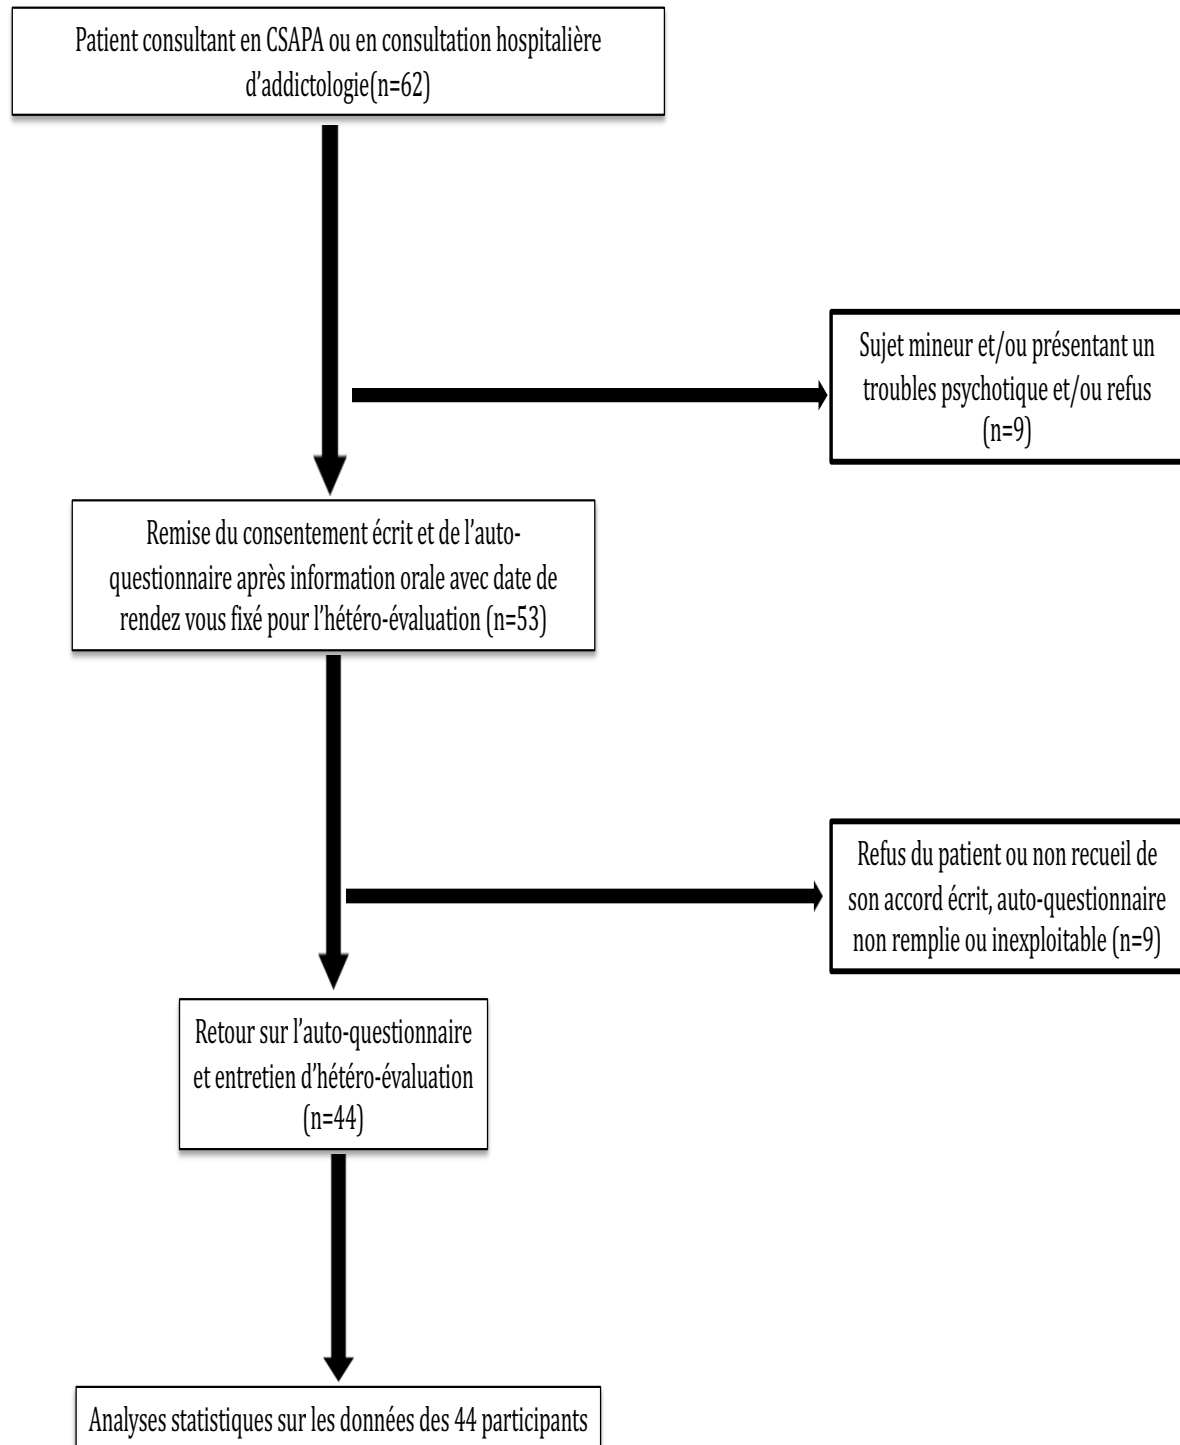 Patient consultant en CSAPA ou en consultation hospitalière
d’addictologie(n=62)
Sujet mineur et/ou présentant un
troubles psychotique et/ou refus
(n=9)
Remise du consentement écrit et de l’auto-
questionnaire après information orale avec date de
rendez vous fixé pour l’hétéro-évaluation (n=53)
Refus du patient ou non recueil de
son accord écrit, auto-questionnaire
non remplie ou inexploitable (n=9)
Retour sur l’auto-questionnaire
et entretien d’hétéro-évaluation
(n=44)
Analyses statistiques sur les données des 44 participants